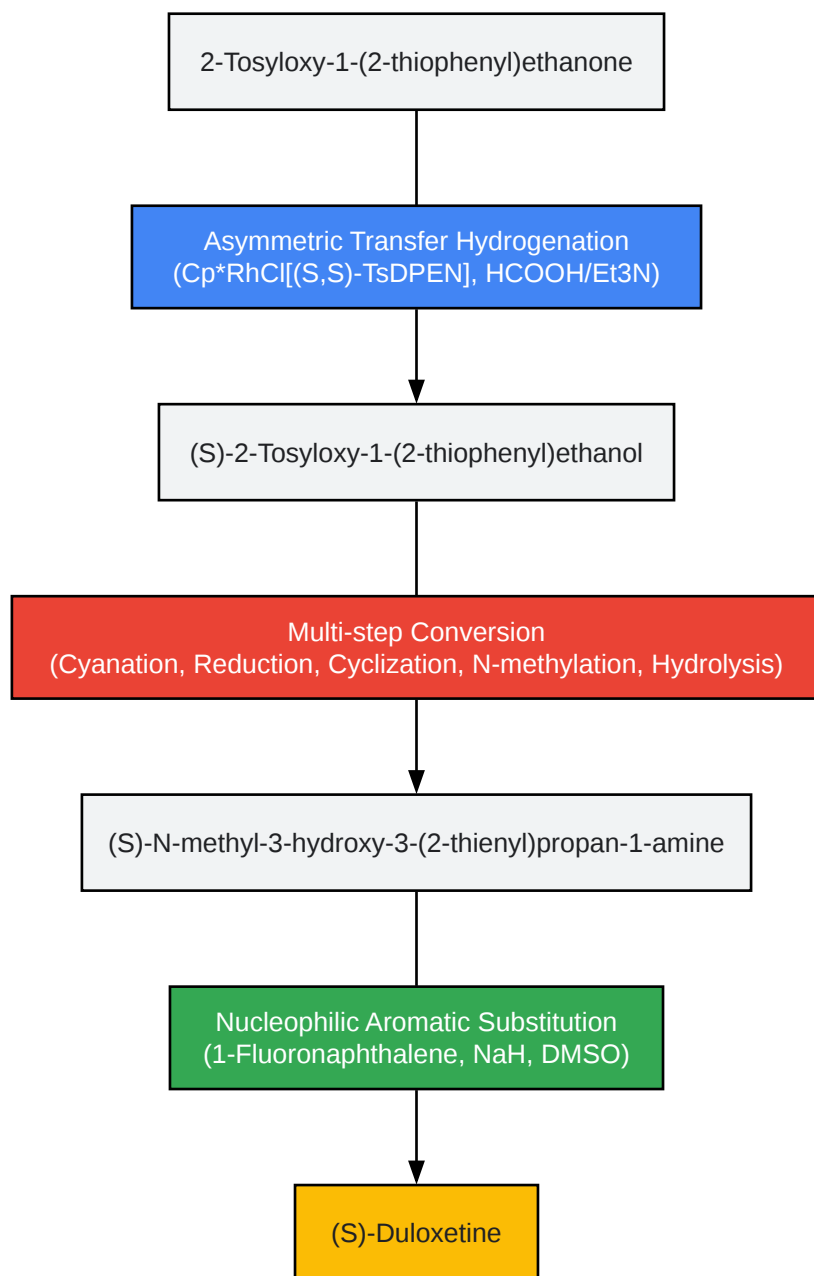 2-Tosyloxy-1-(2-thiophenyl)ethanone
Asymmetric Transfer Hydrogenation
(Cp*RhCl[(S,S)-TsDPEN], HCOOH/Et3N)
(S)-2-Tosyloxy-1-(2-thiophenyl)ethanol
Multi-step Conversion
(Cyanation, Reduction, Cyclization, N-methylation, Hydrolysis)
(S)-N-methyl-3-hydroxy-3-(2-thienyl)propan-1-amine
Nucleophilic Aromatic Substitution
(1-Fluoronaphthalene, NaH, DMSO)
(S)-Duloxetine